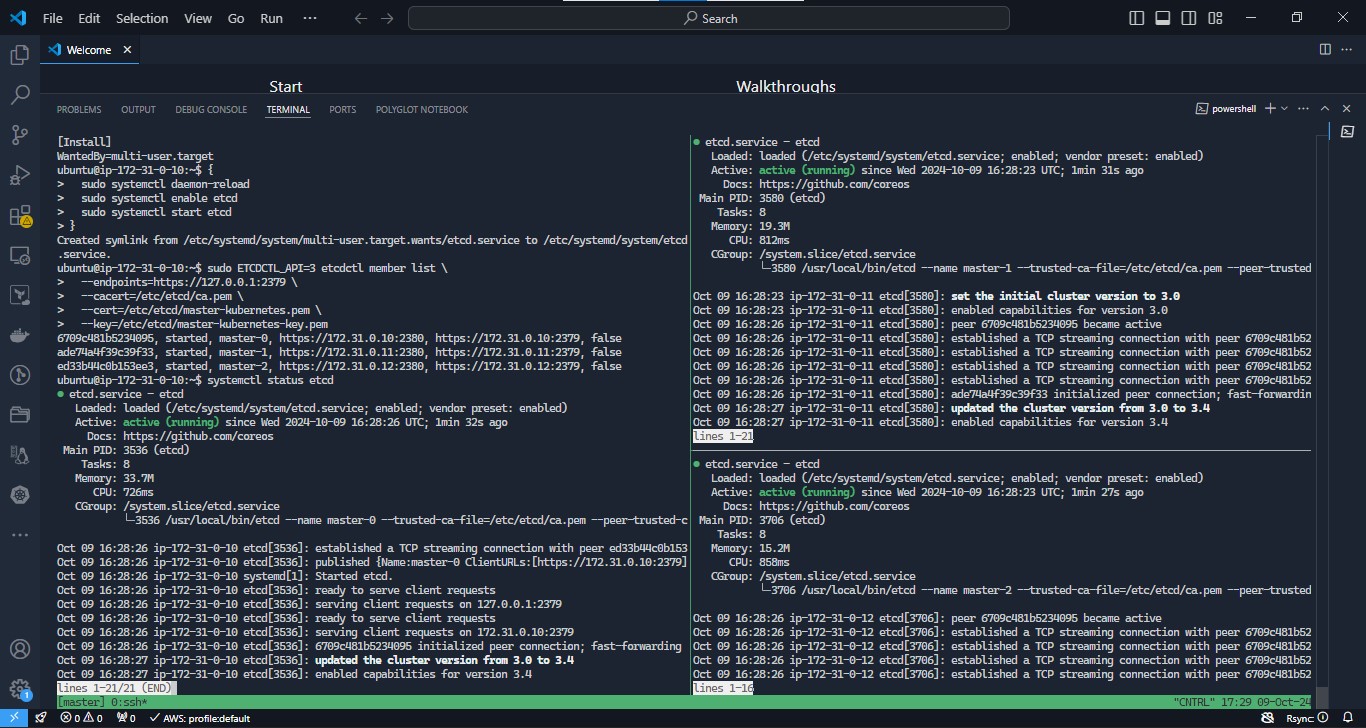 File Edit Selection View Go Run ··· Search
Welcome
Start Walkthroughs
PROBLEMS OUTPUT DEBUG CONSOLE TERMINAL PORTS POLYGLOT NOTEBOOK powershell
[Install]
WantedBy=multi-user.target
ubuntu@ip-172-31-0-10:~$ {
>   sudo systemctl daemon-reload
>   sudo systemctl enable etcd
>   sudo systemctl start etcd
> }
Created symlink from /etc/systemd/system/multi-user.target.wants/etcd.service to /etc/systemd/system/etcd
.service.
ubuntu@ip-172-31-0-10:~$ sudo ETCDCTL_API=3 etcdctl member list \
>   --endpoints=https://127.0.0.1:2379 \
>   --cacert=/etc/etcd/ca.pem \
>   --cert=/etc/etcd/master-kubernetes.pem \
>   --key=/etc/etcd/master-kubernetes-key.pem
6709c481b5234095, started, master-0, https://172.31.0.10:2380, https://172.31.0.10:2379, false
ade74a4f39c39f33, started, master-1, https://172.31.0.11:2380, https://172.31.0.11:2379, false
ed33b44c0b153ee3, started, master-2, https://172.31.0.12:2380, https://172.31.0.12:2379, false
ubuntu@ip-172-31-0-10:~$ systemctl status etcd
● etcd.service - etcd
Loaded: loaded (/etc/systemd/system/etcd.service; enabled; vendor preset: enabled)
Active: active (running) since Wed 2024-10-09 16:28:26 UTC; 1min 32s ago
Docs: https://github.com/coreos
Main PID: 3536 (etcd)
Tasks: 8
Memory: 33.7M
CPU: 726ms
CGroup: /system.slice/etcd.service
└─3536 /usr/local/bin/etcd --name master-0 --trusted-ca-file=/etc/etcd/ca.pem --peer-trusted-c
Oct 09 16:28:26 ip-172-31-0-10 etcd[3536]: established a TCP streaming connection with peer ed33b44c0b153
Oct 09 16:28:26 ip-172-31-0-10 etcd[3536]: published {Name:master-0 ClientURLs:[https://172.31.0.10:2379]
Oct 09 16:28:26 ip-172-31-0-10 systemd[1]: Started etcd.
Oct 09 16:28:26 ip-172-31-0-10 etcd[3536]: ready to serve client requests
Oct 09 16:28:26 ip-172-31-0-10 etcd[3536]: serving client requests on 127.0.0.1:2379
Oct 09 16:28:26 ip-172-31-0-10 etcd[3536]: ready to serve client requests
Oct 09 16:28:26 ip-172-31-0-10 etcd[3536]: serving client requests on 172.31.0.10:2379
Oct 09 16:28:26 ip-172-31-0-10 etcd[3536]: 6709c481b5234095 initialized peer connection; fast-forwarding
Oct 09 16:28:27 ip-172-31-0-10 etcd[3536]: updated the cluster version from 3.0 to 3.4
Oct 09 16:28:27 ip-172-31-0-10 etcd[3536]: enabled capabilities for version 3.4
lines 1-21/21 (END)
● etcd.service - etcd
Loaded: loaded (/etc/systemd/system/etcd.service; enabled; vendor preset: enabled)
Active: active (running) since Wed 2024-10-09 16:28:23 UTC; 1min 31s ago
Docs: https://github.com/coreos
Main PID: 3580 (etcd)
Tasks: 8
Memory: 19.3M
CPU: 812ms
CGroup: /system.slice/etcd.service
└─3580 /usr/local/bin/etcd --name master-1 --trusted-ca-file=/etc/etcd/ca.pem --peer-trusted
Oct 09 16:28:23 ip-172-31-0-11 etcd[3580]: set the initial cluster version to 3.0
Oct 09 16:28:23 ip-172-31-0-11 etcd[3580]: enabled capabilities for version 3.0
Oct 09 16:28:26 ip-172-31-0-11 etcd[3580]: peer 6709c481b5234095 became active
Oct 09 16:28:26 ip-172-31-0-11 etcd[3580]: established a TCP streaming connection with peer 6709c481b52
Oct 09 16:28:26 ip-172-31-0-11 etcd[3580]: established a TCP streaming connection with peer 6709c481b52
Oct 09 16:28:26 ip-172-31-0-11 etcd[3580]: established a TCP streaming connection with peer 6709c481b52
Oct 09 16:28:26 ip-172-31-0-11 etcd[3580]: established a TCP streaming connection with peer 6709c481b52
Oct 09 16:28:26 ip-172-31-0-11 etcd[3580]: ade74a4f39c39f33 initialized peer connection; fast-forwardin
Oct 09 16:28:27 ip-172-31-0-11 etcd[3580]: updated the cluster version from 3.0 to 3.4
Oct 09 16:28:27 ip-172-31-0-11 etcd[3580]: enabled capabilities for version 3.4
lines 1-21
● etcd.service - etcd
Loaded: loaded (/etc/systemd/system/etcd.service; enabled; vendor preset: enabled)
Active: active (running) since Wed 2024-10-09 16:28:23 UTC; 1min 27s ago
Docs: https://github.com/coreos
Main PID: 3706 (etcd)
Tasks: 8
Memory: 15.2M
CPU: 858ms
CGroup: /system.slice/etcd.service
└─3706 /usr/local/bin/etcd --name master-2 --trusted-ca-file=/etc/etcd/ca.pem --peer-trusted
Oct 09 16:28:26 ip-172-31-0-12 etcd[3706]: peer 6709c481b5234095 became active
Oct 09 16:28:26 ip-172-31-0-12 etcd[3706]: established a TCP streaming connection with peer 6709c481b52
Oct 09 16:28:26 ip-172-31-0-12 etcd[3706]: established a TCP streaming connection with peer 6709c481b52
Oct 09 16:28:26 ip-172-31-0-12 etcd[3706]: established a TCP streaming connection with peer 6709c481b52
Oct 09 16:28:26 ip-172-31-0-12 etcd[3706]: established a TCP streaming connection with peer 6709c481b52
lines 1-16
[master] 0:ssh* "CNTRL" 17:29 09-Oct-24
1
0 0 0 AWS: profile:default Rsync: